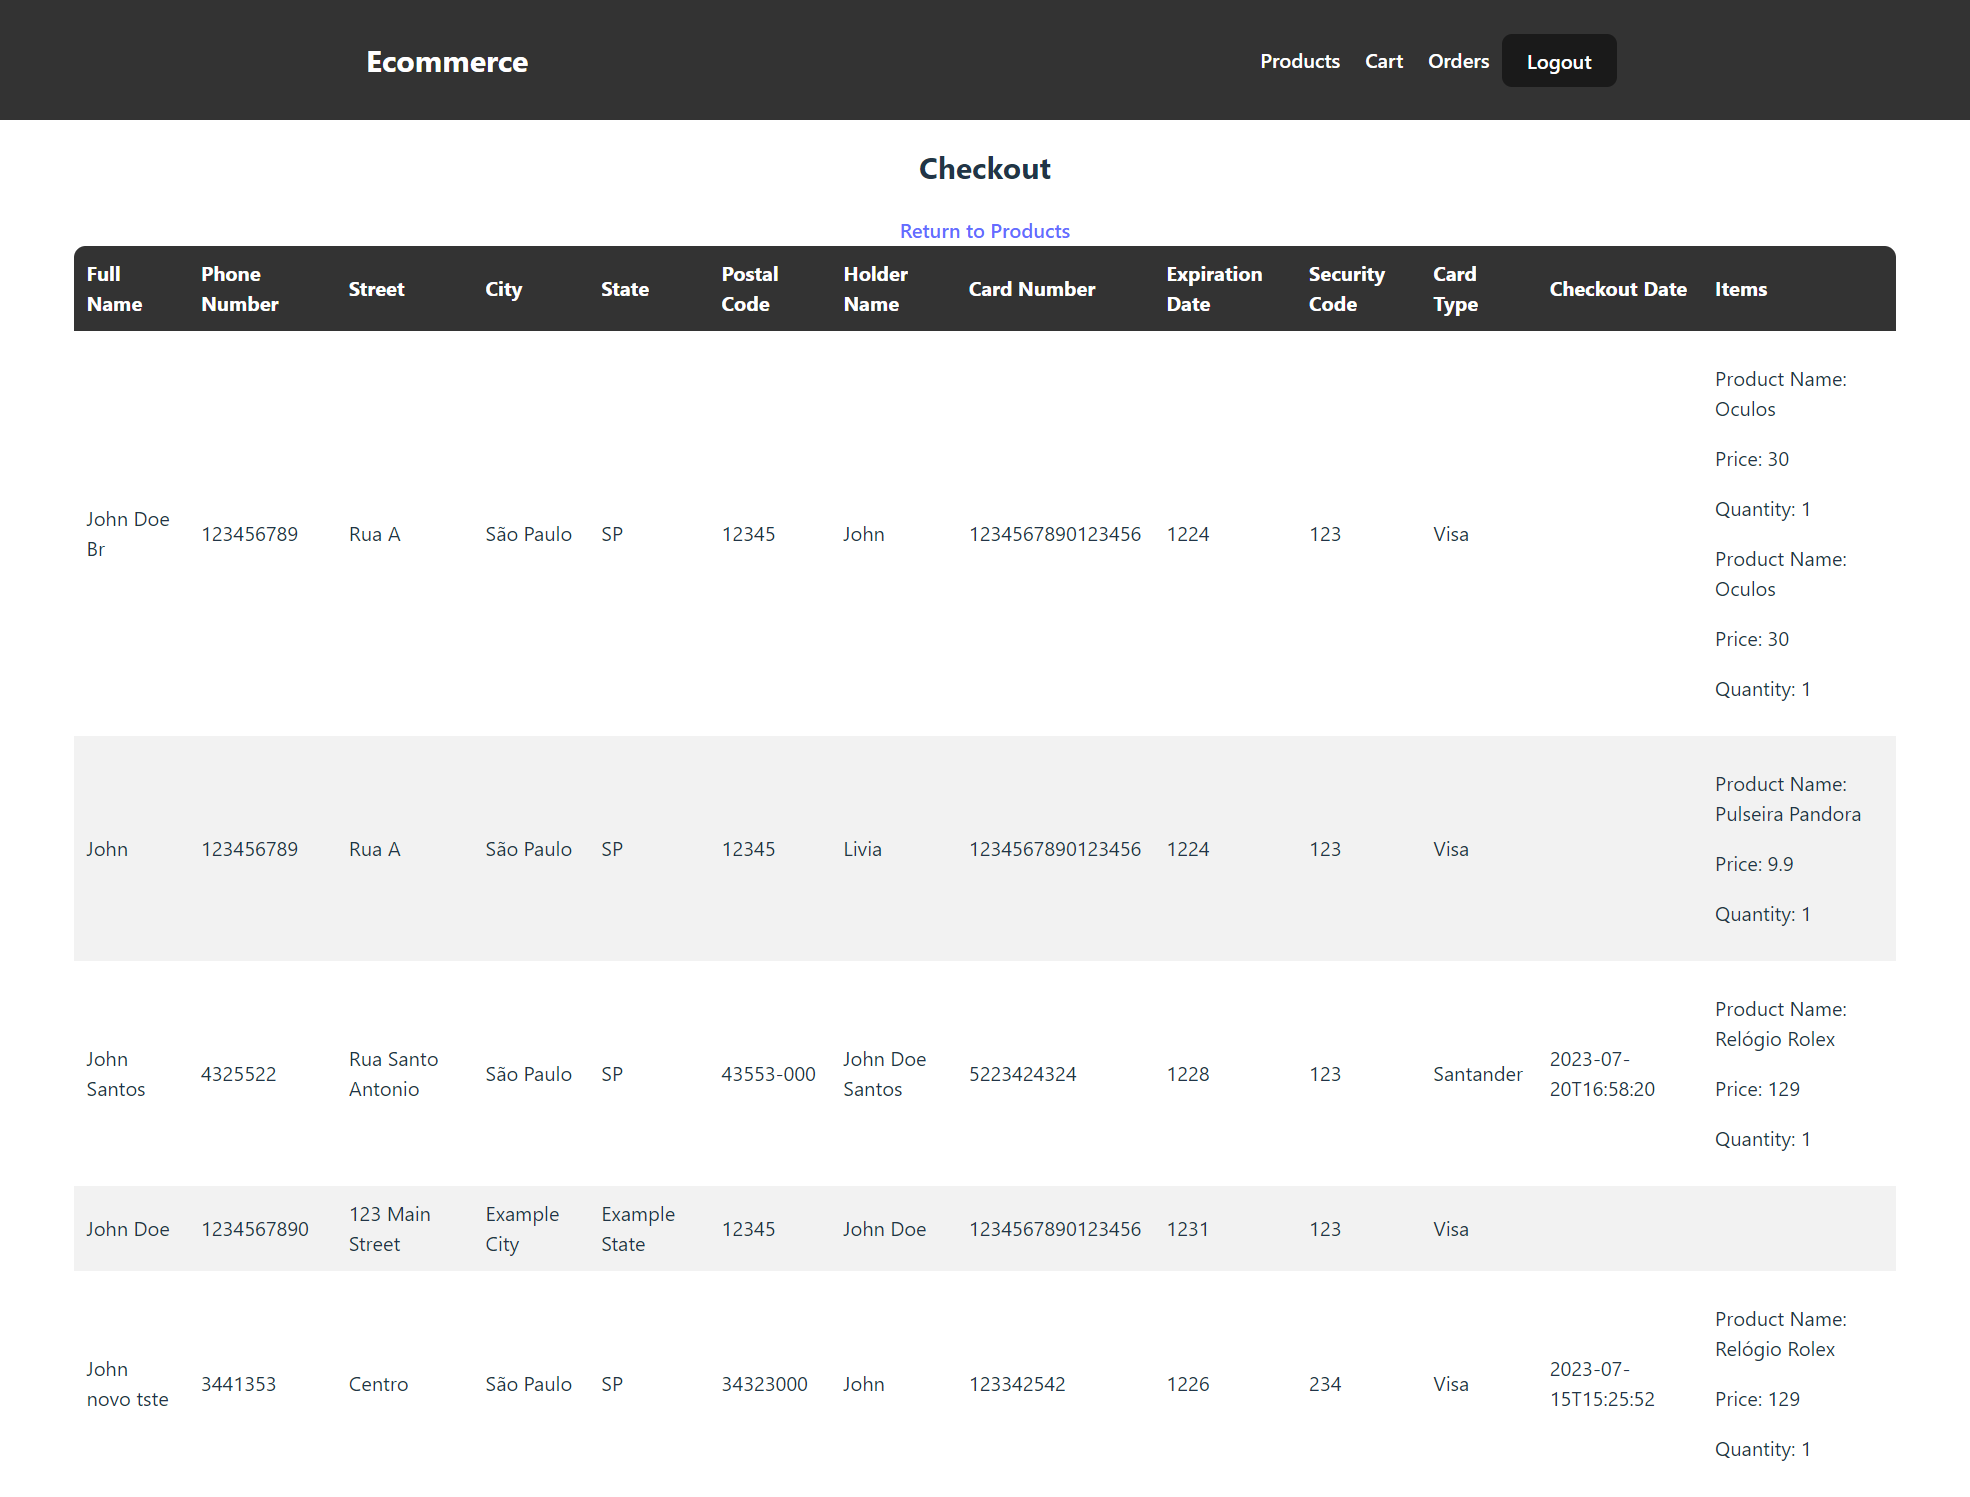 Ecommerce
Products Cart Orders Logout
Checkout
Return to Products
Full Name Phone Number Street City State Postal Code Holder Name Card Number Expiration Date Security Code Card Type Checkout Date Items
John Doe Br 123456789 Rua A São Paulo SP 12345 John 1234567890123456 1224 123 Visa
Product Name:
Oculos
Price: 30
Quantity: 1
Product Name:
Oculos
Price: 30
Quantity: 1
John 123456789 Rua A São Paulo SP 12345 Livia 1234567890123456 1224 123 Visa
Product Name:
Pulseira Pandora
Price: 9.9
Quantity: 1
John Santos 4325522 Rua Santo Antonio São Paulo SP 43553-000 John Doe Santos 5223424324 1228 123 Santander 2023-07-20T16:58:20
Product Name:
Relógio Rolex
Price: 129
Quantity: 1
John Doe 1234567890 123 Main Street Example City Example State 12345 John Doe 1234567890123456 1231 123 Visa
John novo tste 3441353 Centro São Paulo SP 34323000 John 123342542 1226 234 Visa 2023-07-15T15:25:52
Product Name:
Relógio Rolex
Price: 129
Quantity: 1